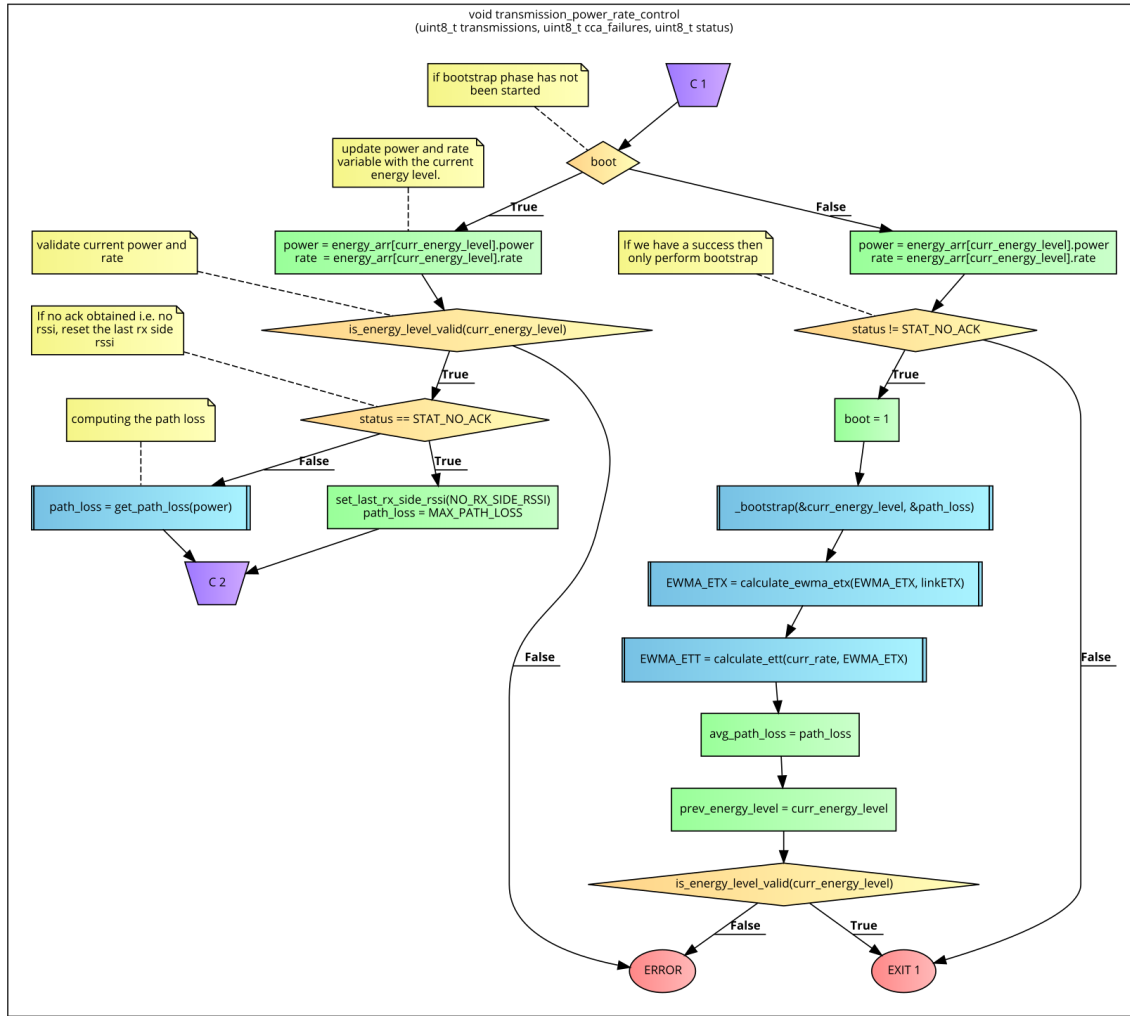 void transmission_power_rate_control
(uint8_t transmissions, uint8_t cca_failures, uint8_t status)
if bootstrap phase has not
been started
C 1
update power and rate
variable with the current
energy level.
boot
True
False
validate current power and
rate
power = energy_arr[curr_energy_level].power
rate  = energy_arr[curr_energy_level].rate
If we have a success then
only perform bootstrap
power = energy_arr[curr_energy_level].power
rate = energy_arr[curr_energy_level].rate
If no ack obtained i.e. no
rssi, reset the last rx side
rssi
is_energy_level_valid(curr_energy_level)
status != STAT_NO_ACK
True
True
computing the path loss
status == STAT_NO_ACK
boot = 1
False
True
path_loss = get_path_loss(power)
set_last_rx_side_rssi(NO_RX_SIDE_RSSI)
path_loss = MAX_PATH_LOSS
_bootstrap(&curr_energy_level, &path_loss)
C 2
EWMA_ETX = calculate_ewma_etx(EWMA_ETX, linkETX)
False
EWMA_ETT = calculate_ett(curr_rate, EWMA_ETX)
False
avg_path_loss = path_loss
prev_energy_level = curr_energy_level
is_energy_level_valid(curr_energy_level)
False
True
ERROR
EXIT 1